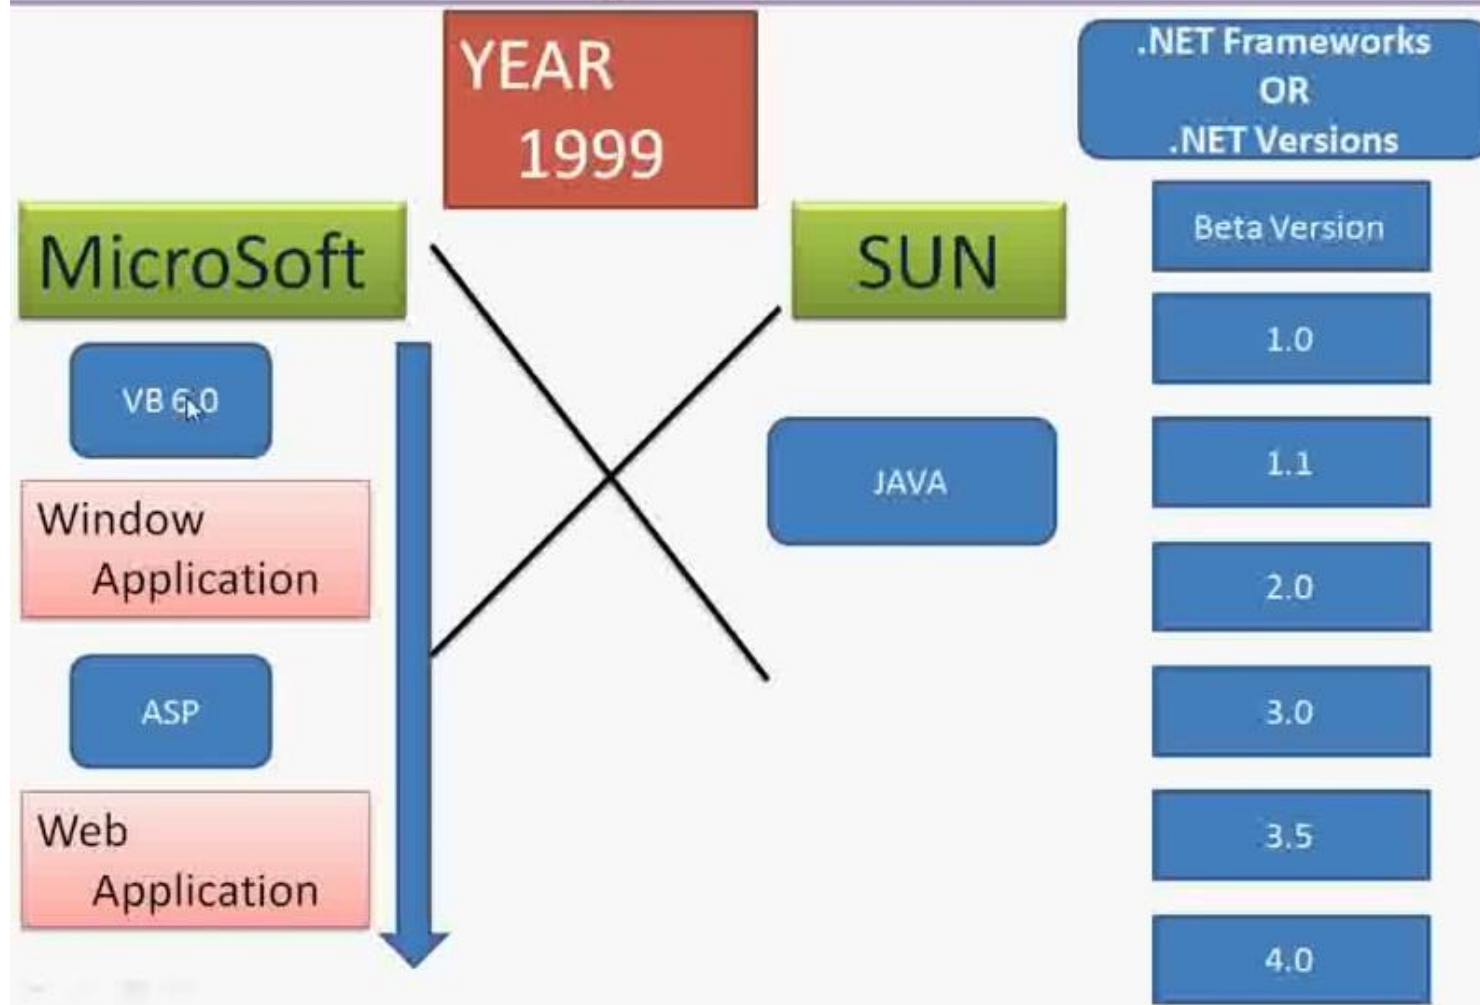 YEAR
1999
MicroSoft
SUN
VB 6.0
Window
Application
ASP
Web
Application
JAVA
.NET Frameworks
OR
.NET Versions
Beta Version
1.0
1.1
2.0
3.0
3.5
4.0